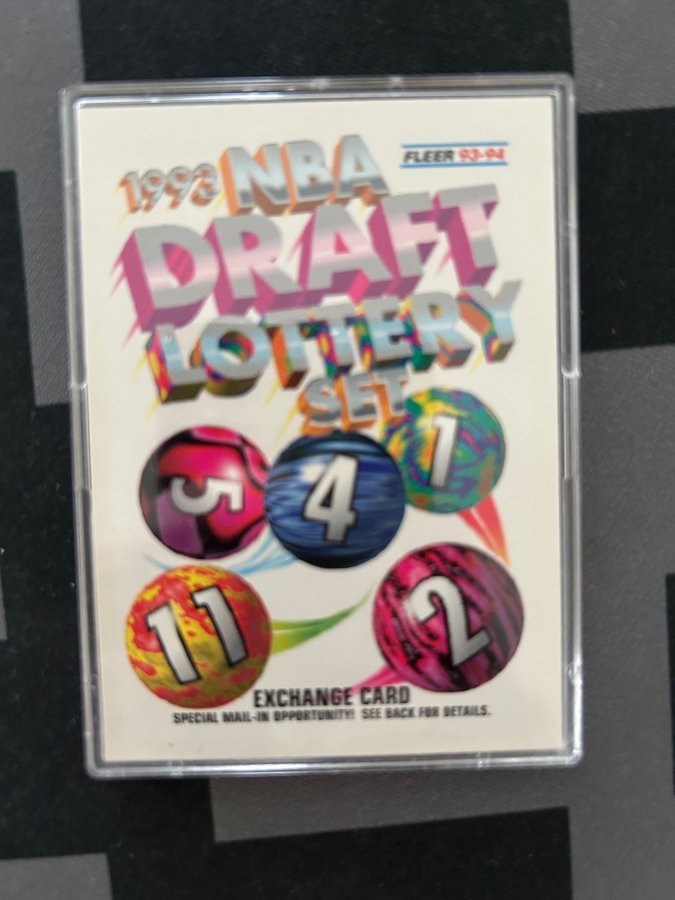 1993 NBA
FLEER 93-94
DRAFT
LOTTERY
SET
1
5
4
11
2
EXCHANGE CARD
SPECIAL MAIL-IN OPPORTUNITY! SEE BACK FOR DETAILS.